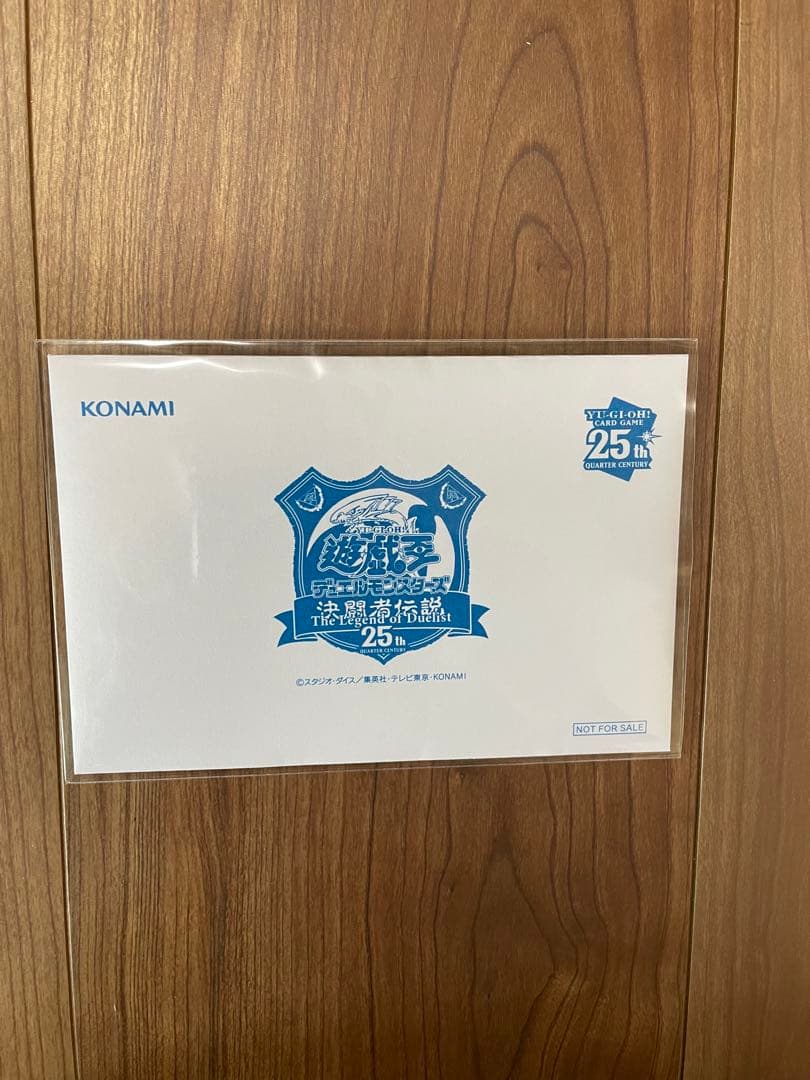 KONAMI
YU-GI-OH!
CARD GAME
25th
QUARTER CENTURY
YU-GI-OH!
遊戯王
デュエルモンスターズ
決闘者伝説
The Legend of Duelist
25th
QUARTER CENTURY
©スタジオ・ダイス/集英社・テレビ東京・KONAMI
NOT FOR SALE